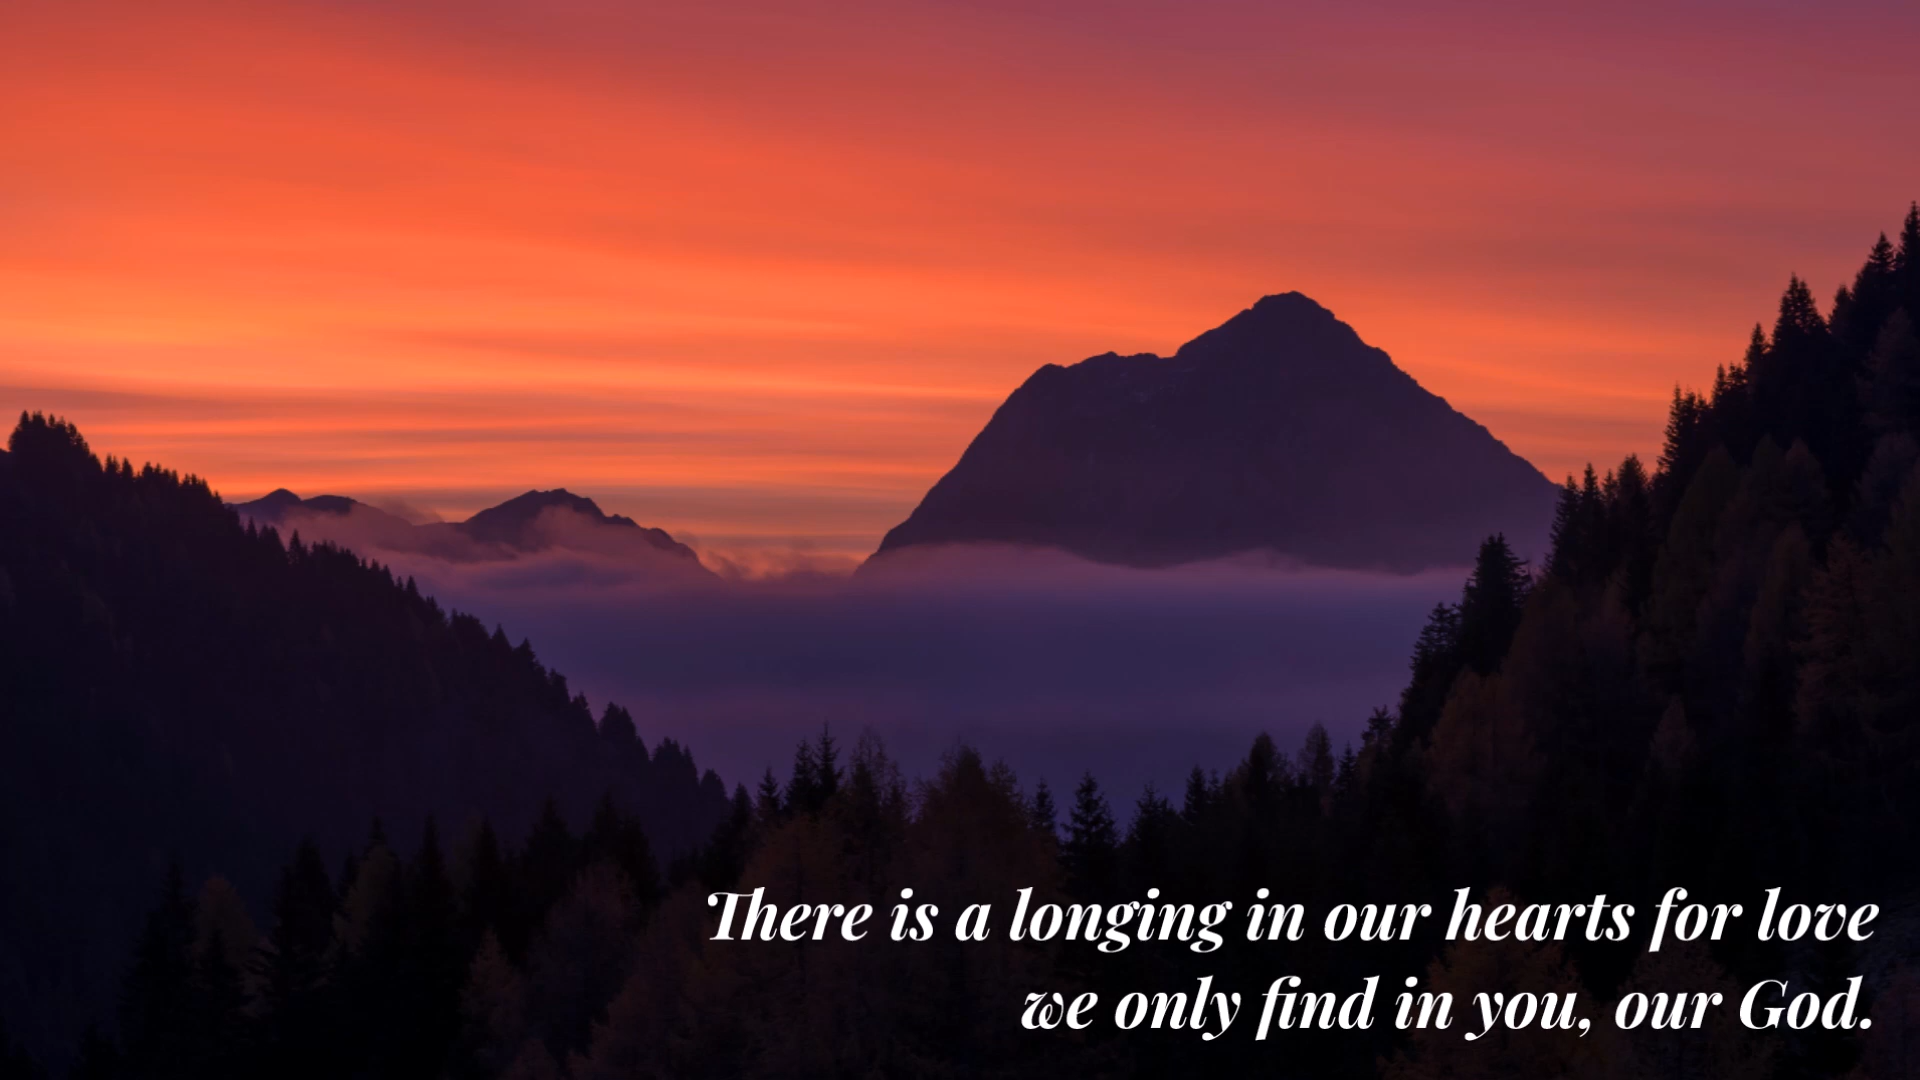 There is a longing in our hearts for love
we only find in you, our God.